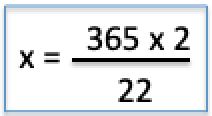 x = 365 x 2
22